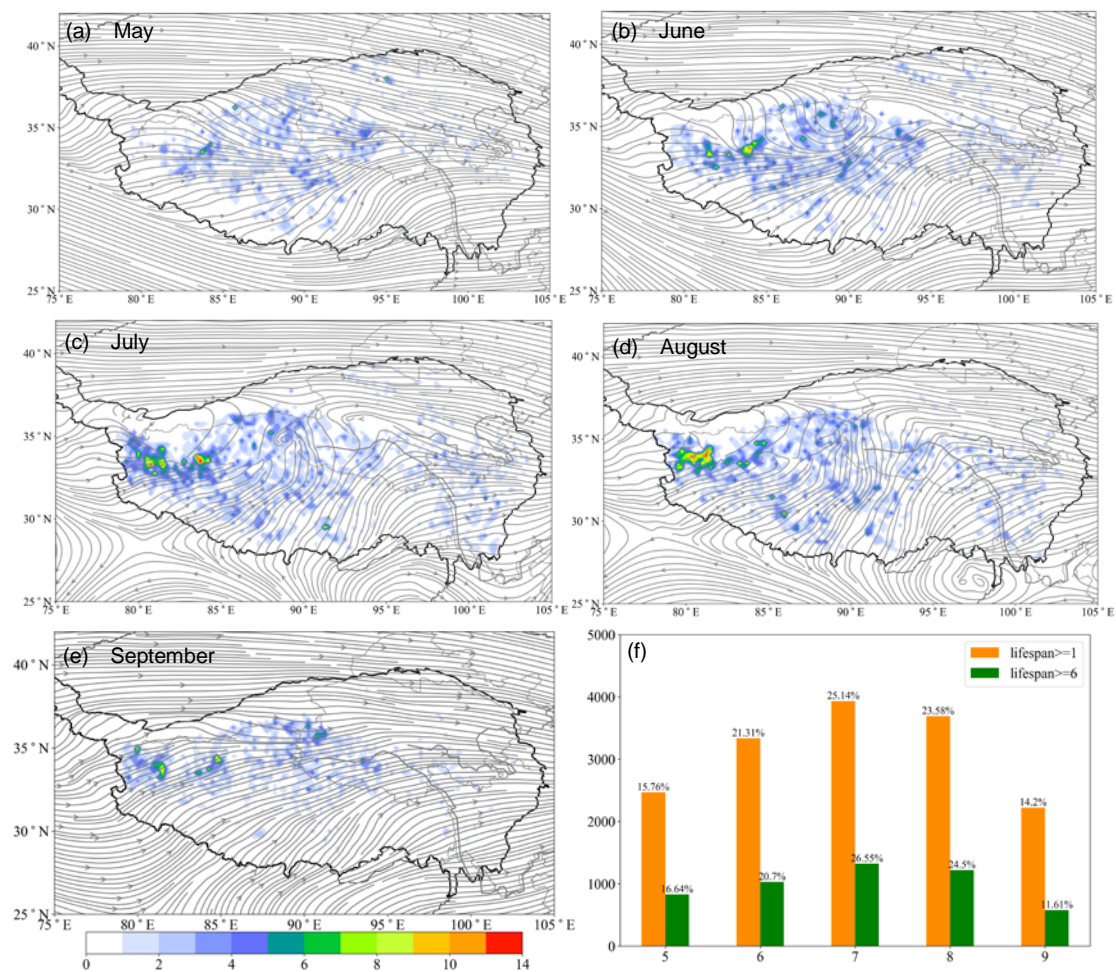 (a) May
40°N
35°N
30°N
25°N
75°E 80°E 85°E 90°E 95°E 100°E 105°E
(b) June
40°N
35°N
30°N
25°N
75°E 80°E 85°E 90°E 95°E 100°E 105°E
(c) July
40°N
35°N
30°N
25°N
75°E 80°E 85°E 90°E 95°E 100°E 105°E
(d) August
40°N
35°N
30°N
25°N
75°E 80°E 85°E 90°E 95°E 100°E 105°E
(e) September
40°N
35°N
30°N
25°N
75°E 80°E 85°E 90°E 95°E 100°E 105°E
0 2 4 6 8 10 14
(f)
lifespan>=1
lifespan>=6
5000
4000
3000
2000
1000
0
15.76% 21.31% 25.14% 23.58% 14.2%
16.64% 20.7% 26.55% 24.5% 11.61%
5 6 7 8 9